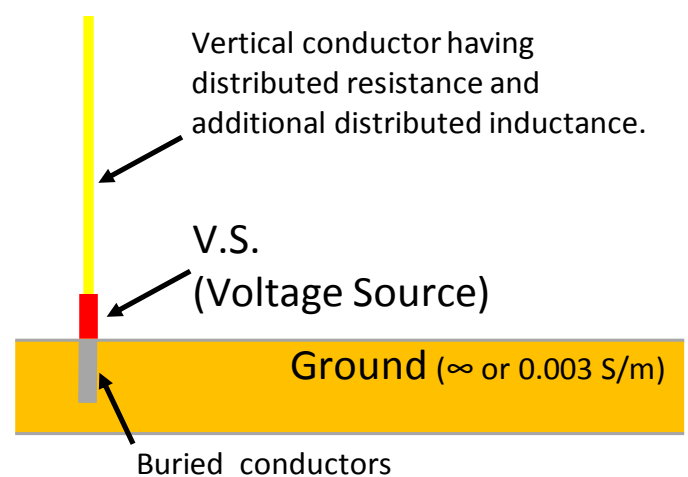 Vertical conductor having
distributed resistance and
additional distributed inductance.
V.S.
(Voltage Source)
Ground (∞ or 0.003 S/m)
Buried conductors